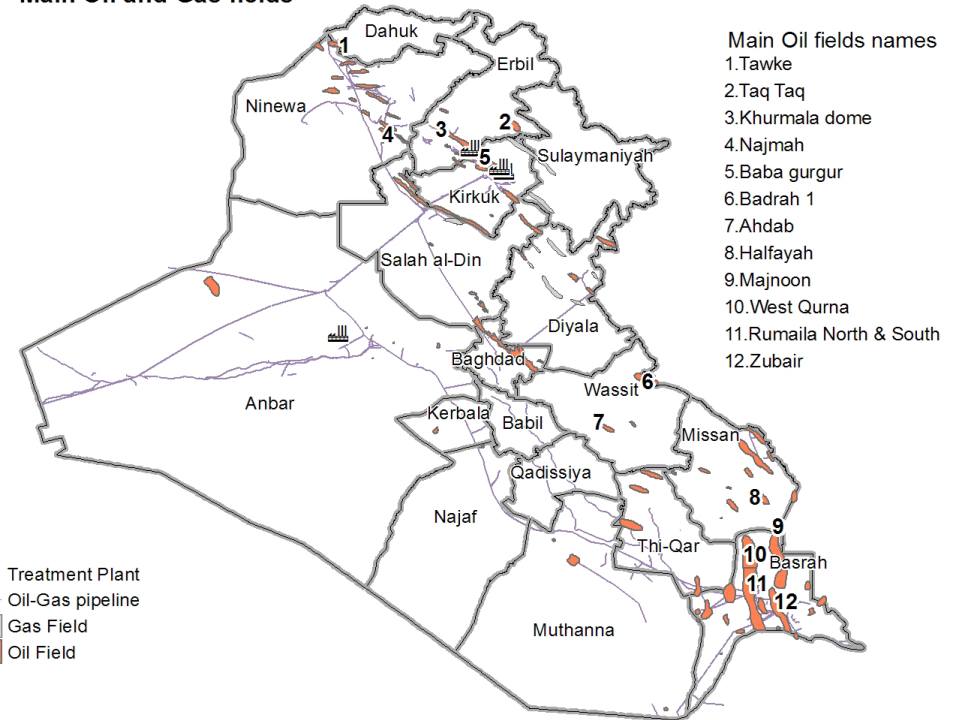 Main Oil and Gas fields
Dahuk
1
Erbil
Ninewa
2
3
4
5
Sulaymaniyah
Kirkuk
Salah al-Din
Diyala
Baghdad
Wassit
6
Anbar
Kerbala
Babil
7
Missan
Qadissiya
8
Najaf
9
Thi-Qar
10
Basrah
11
12
Muthanna
Main Oil fields names
1.Tawke
2.Taq Taq
3.Khurmala dome
4.Najmah
5.Baba gurgur
6.Badrah 1
7.Ahdab
8.Halfayah
9.Majnoon
10.West Qurna
11.Rumaila North & South
12.Zubair
Treatment Plant
Oil-Gas pipeline
Gas Field
Oil Field